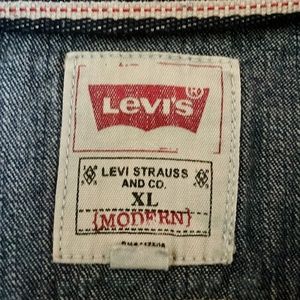 LEVI'S®
LEVI STRAUSS
AND CO.
XL
{MODERN}